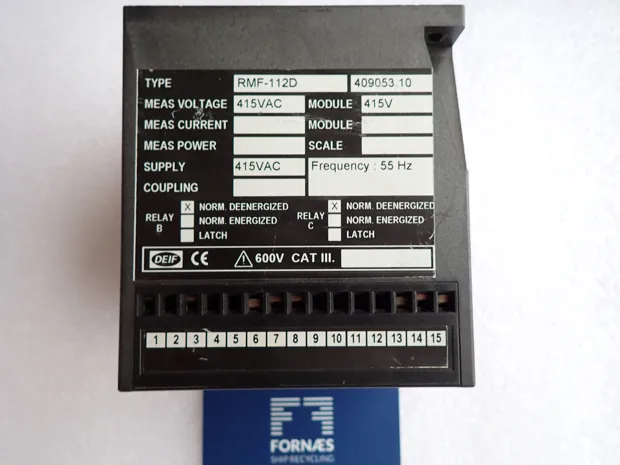 TYPE RMF-112D 409053.10
MEAS VOLTAGE 415VAC MODULE 415V
MEAS CURRENT MODULE
MEAS POWER SCALE
SUPPLY 415VAC Frequency : 55 Hz
COUPLING
RELAY B X NORM. DEENERGIZED
NORM. ENERGIZED
LATCH
RELAY C X NORM. DEENERGIZED
NORM. ENERGIZED
LATCH
DEIF CE 600V CAT III.
1 2 3 4 5 6 7 8 9 10 11 12 13 14 15
FORNÆS
SHIP RECYCLING